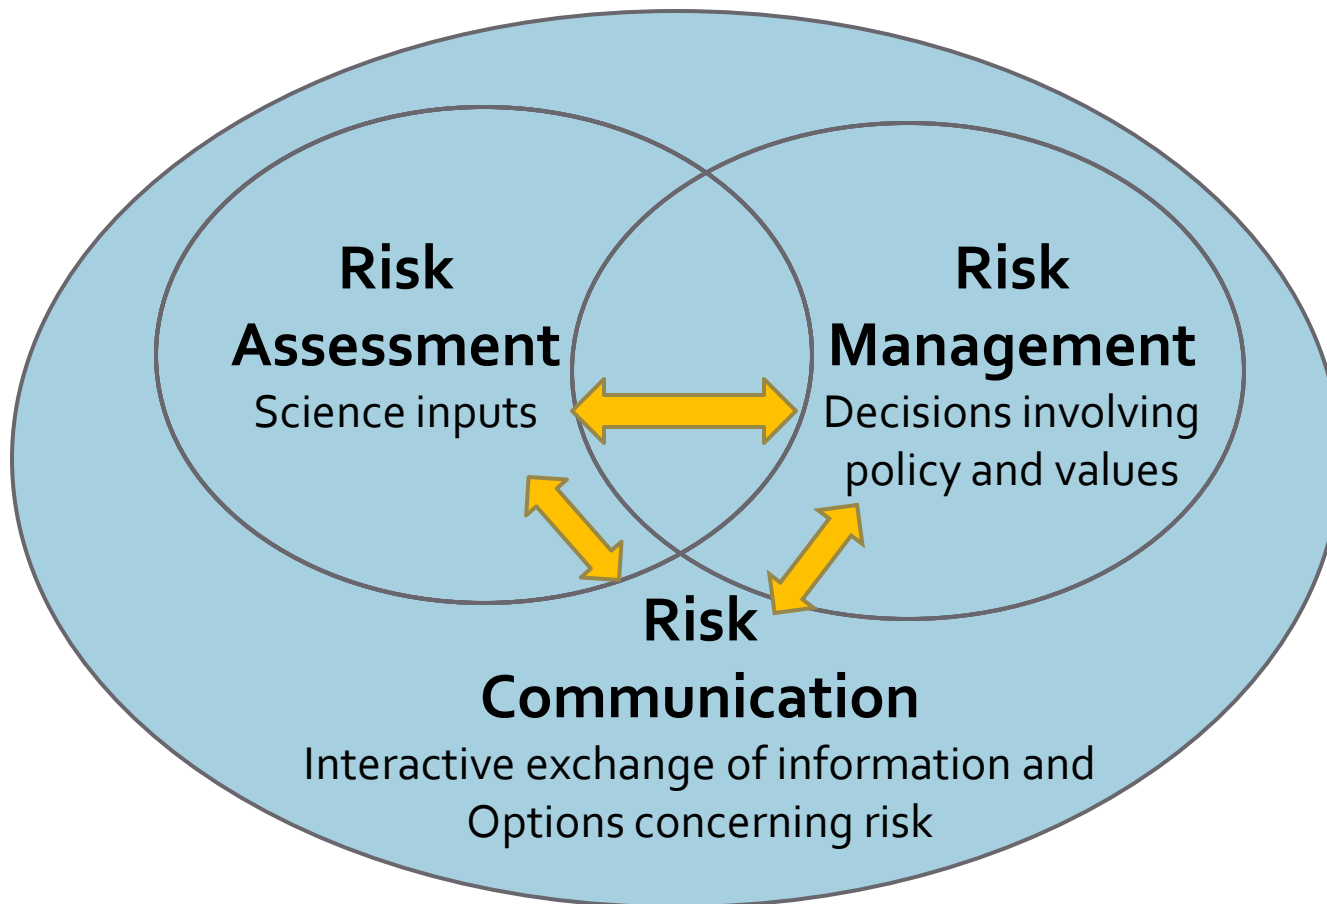 Risk
Assessment
Science inputs
Risk
Management
Decisions involving
policy and values
Risk
Communication
Interactive exchange of information and
Options concerning risk